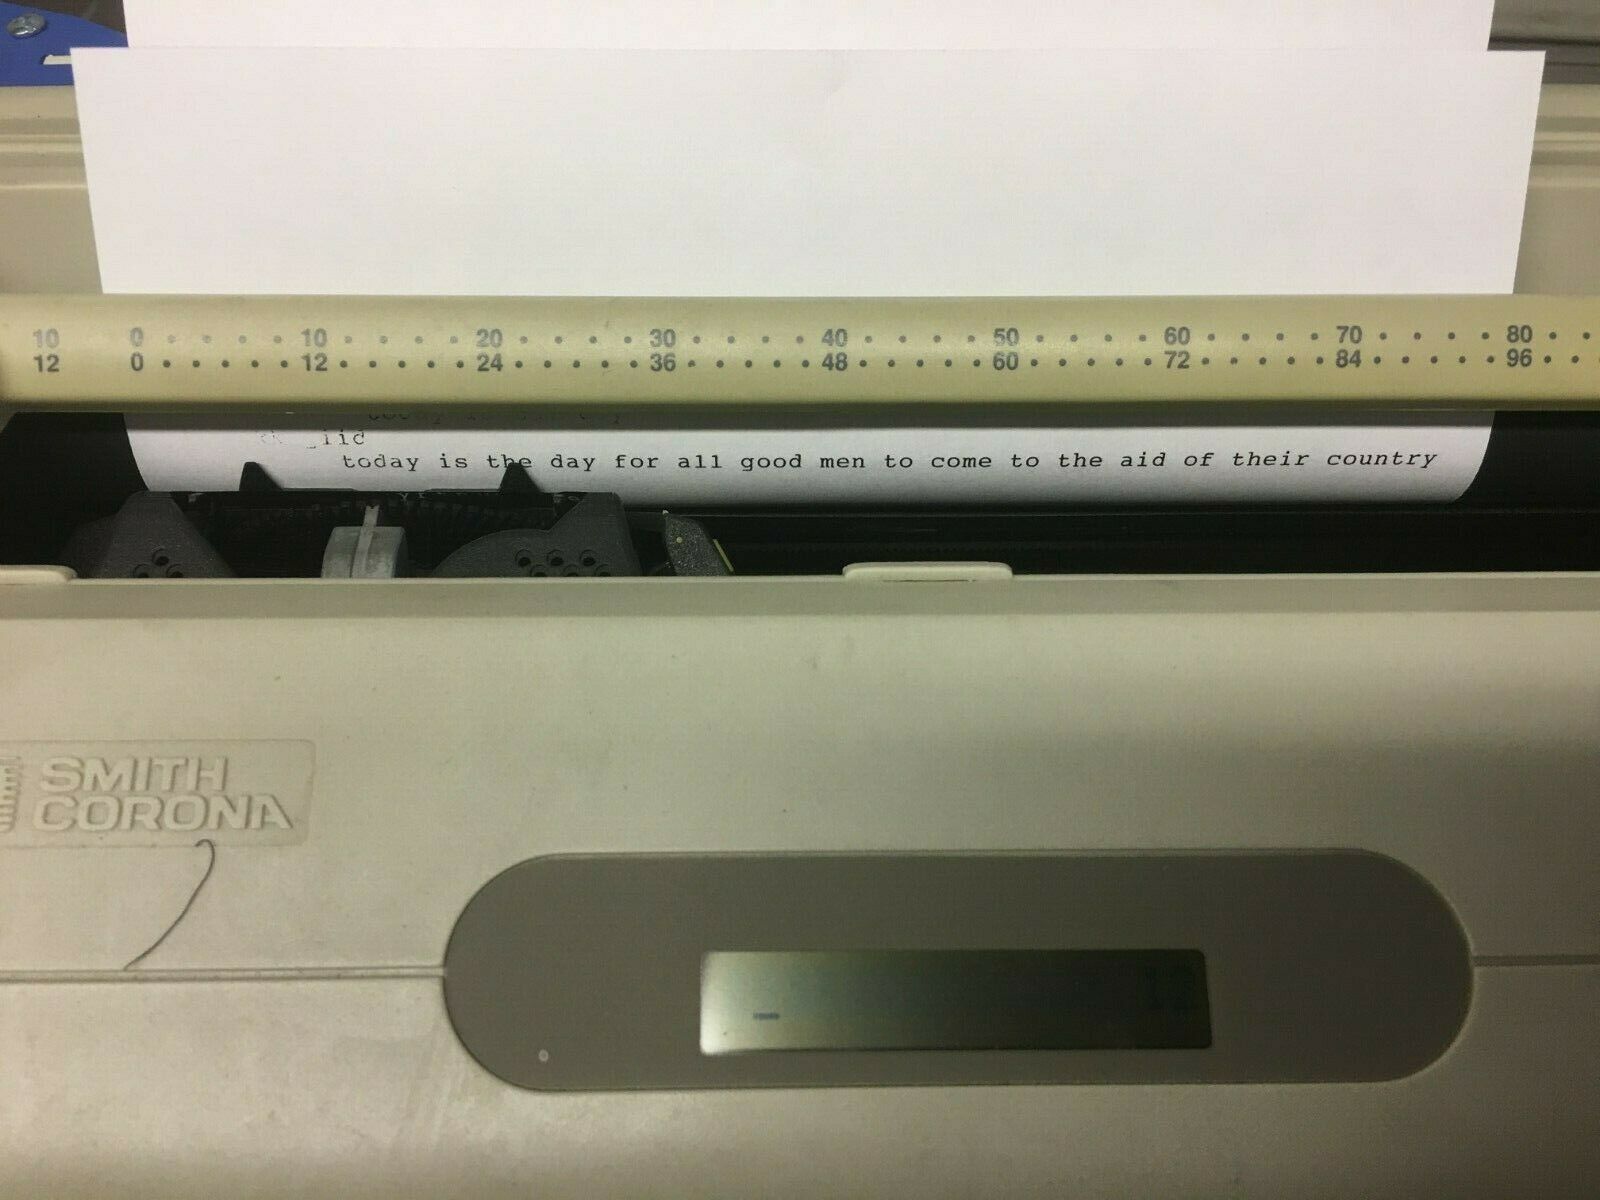 10 0 10 20 30 40 50 60 70 80
12 0 12 24 36 48 60 72 84 96
today is the day for all good men to come to the aid of their country
SMITH
CORONA
12